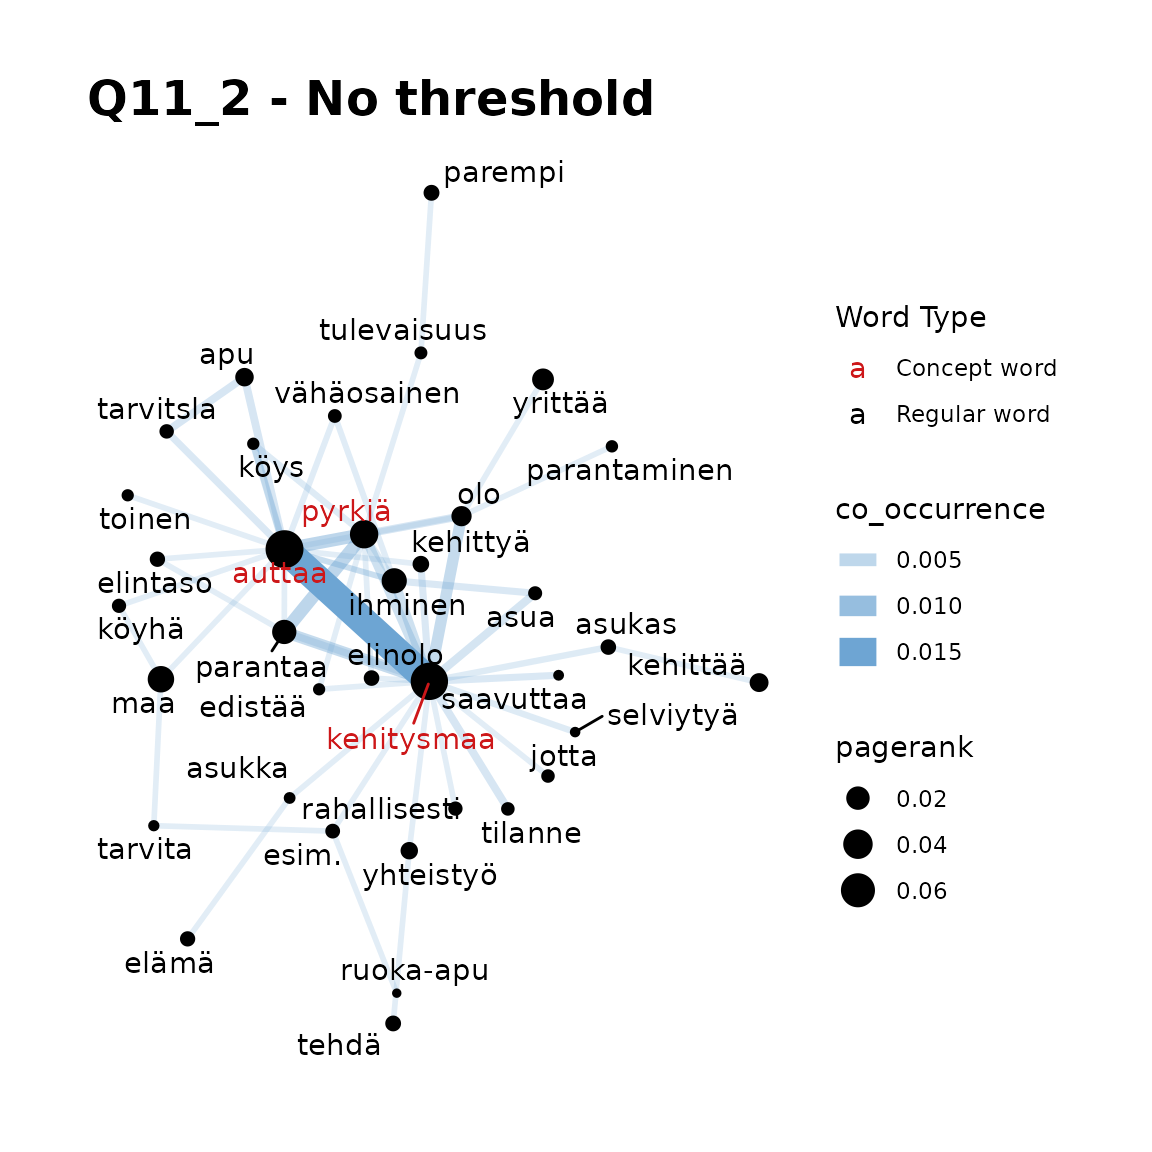 Q11_2 - No threshold
parempi
tulevaisuus
apu
vähäosainen
yrittää
tarvitsla
köys
parantaminen
olo
toinen
pyrkiä
kehittyä
auttaa
elintaso
ihminen
asua
asukas
köyhä
elinolo
parantaa
kehittää
maa
edistää
saavuttaa
selviytyä
kehitysmaa
jotta
asukka
rahallisesti
tilanne
tarvita
esim.
yhteistyö
elämä
ruoka-apu
tehdä
Word Type
a Concept word
a Regular word
co_occurrence
0.005
0.010
0.015
pagerank
0.02
0.04
0.06